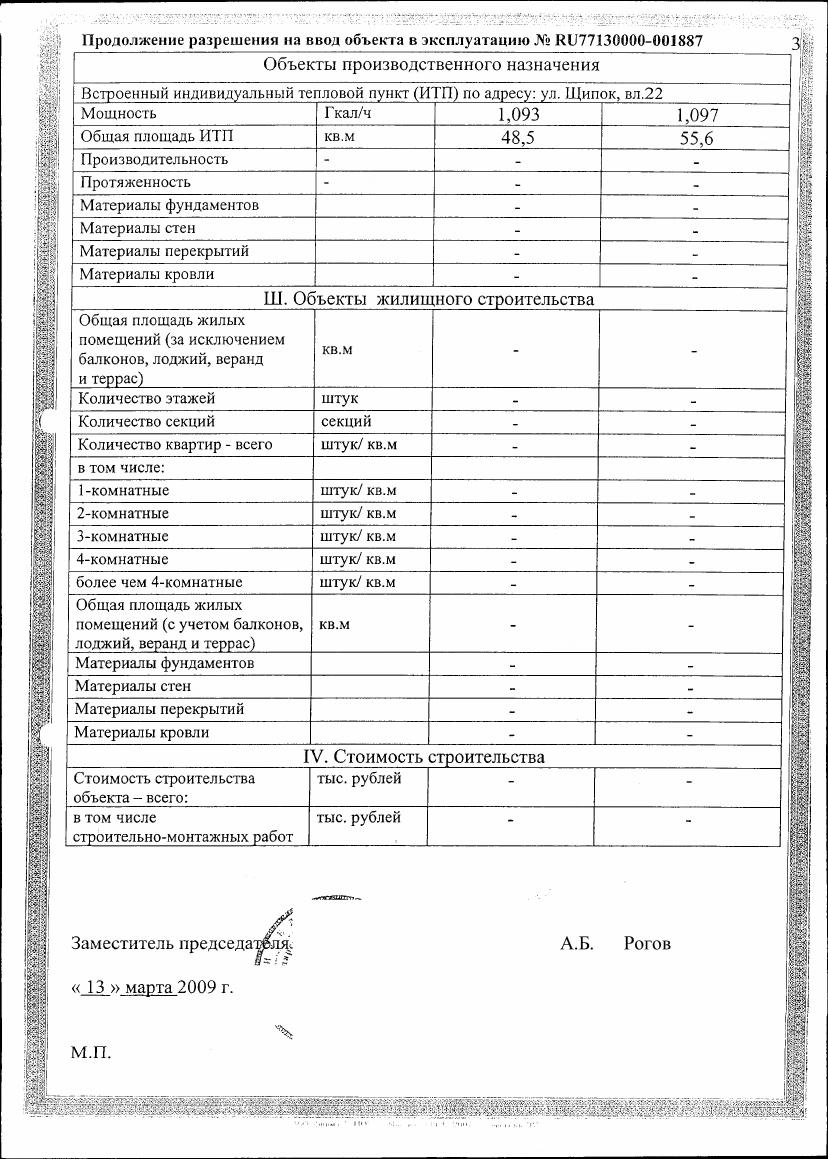 Продолжение разрешения на ввод объекта в эксплуатацию № RU77130000-001887
3
Объекты производственного назначения
Встроенный индивидуальный тепловой пункт (ИТП) по адресу: ул. Щипок, вл.22
Мощность Гкал/ч 1,093 1,097
Общая площадь ИТП кв.м 48,5 55,6
Производительность - - -
Протяженность - - -
Материалы фундаментов - -
Материалы стен - -
Материалы перекрытий - -
Материалы кровли - -
Ш. Объекты жилищного строительства
Общая площадь жилых
помещений (за исключением
балконов, лоджий, веранд
и террас) кв.м - -
Количество этажей штук - -
Количество секций секций - -
Количество квартир - всего штук/ кв.м - -
в том числе:
1-комнатные штук/ кв.м - -
2-комнатные штук/ кв.м - -
3-комнатные штук/ кв.м - -
4-комнатные штук/ кв.м - -
более чем 4-комнатные штук/ кв.м - -
Общая площадь жилых
помещений (с учетом балконов, кв.м - -
лоджий, веранд и террас)
Материалы фундаментов - -
Материалы стен - -
Материалы перекрытий - -
Материалы кровли - -
IV. Стоимость строительства
Стоимость строительства тыс. рублей - -
объекта – всего:
в том числе тыс. рублей - -
строительно-монтажных работ
Заместитель председателя А.Б. Рогов
« 13 » марта 2009 г.
М.П.